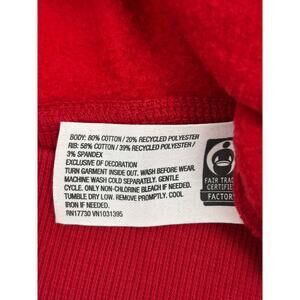 BODY: 80% COTTON / 20% RECYCLED POLYESTER
RIB: 58% COTTON / 39% RECYCLED POLYESTER /
3% SPANDEX
EXCLUSIVE OF DECORATION
TURN GARMENT INSIDE OUT. WASH BEFORE WEAR.
MACHINE WASH COLD SEPARATELY. GENTLE
CYCLE. ONLY NON-CHLORINE BLEACH IF NEEDED.
TUMBLE DRY LOW. REMOVE PROMPTLY. COOL
IRON IF NEEDED.
RN17730 VN1031395
FAIR TRADE
CERTIFIED
FACTORY